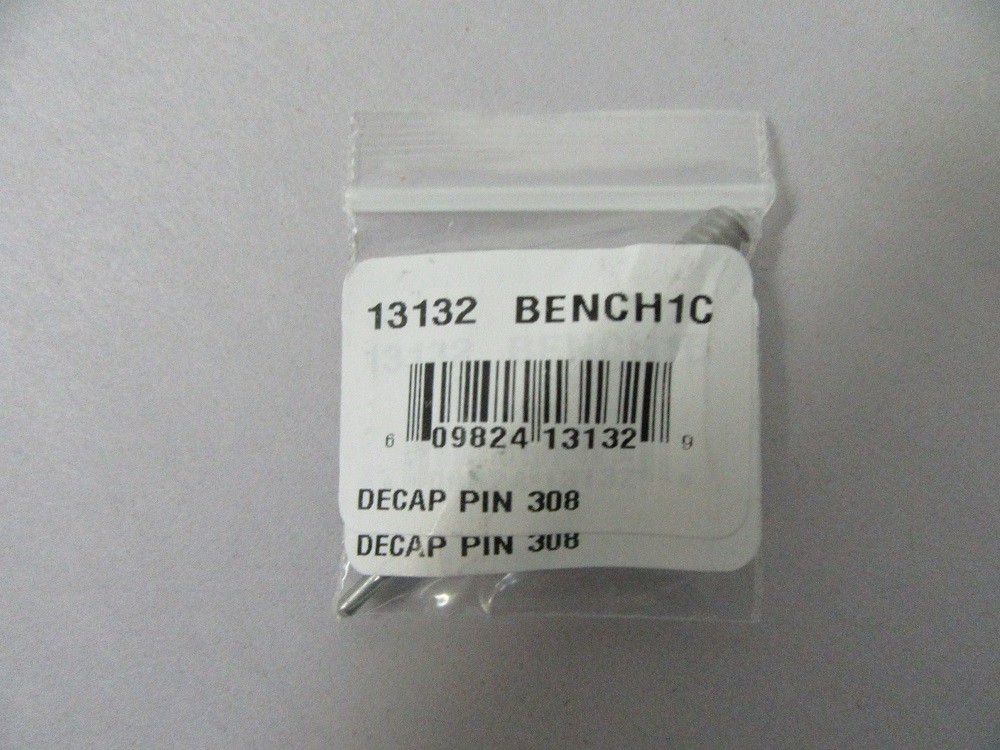 13132 BENCH1C
6 09824 13132 9
DECAP PIN 308
DECAP PIN 308